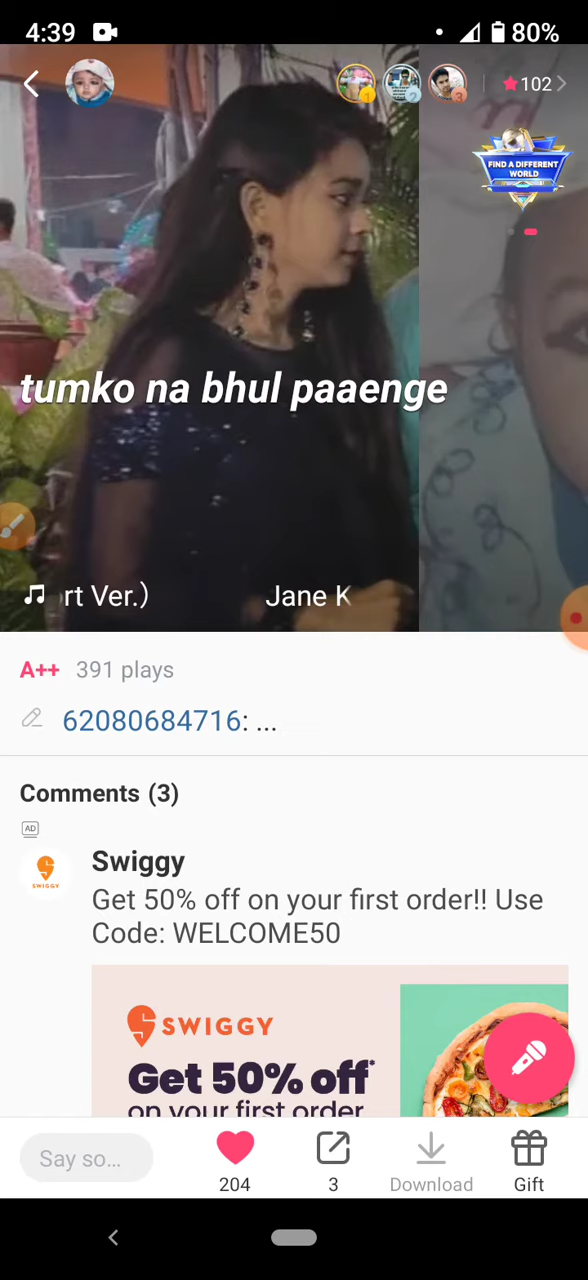 4:39
80%
102
FIND A DIFFERENT
WORLD
tumko na bhul paaenge
rt Ver.)
Jane K
A++ 391 plays
62080684716: ...
Comments (3)
AD
Swiggy
SWIGGY
Get 50% off on your first order!! Use
Code: WELCOME50
SWIGGY
Get 50% off*
on your first order
Say so...
204
3
Download
Gift